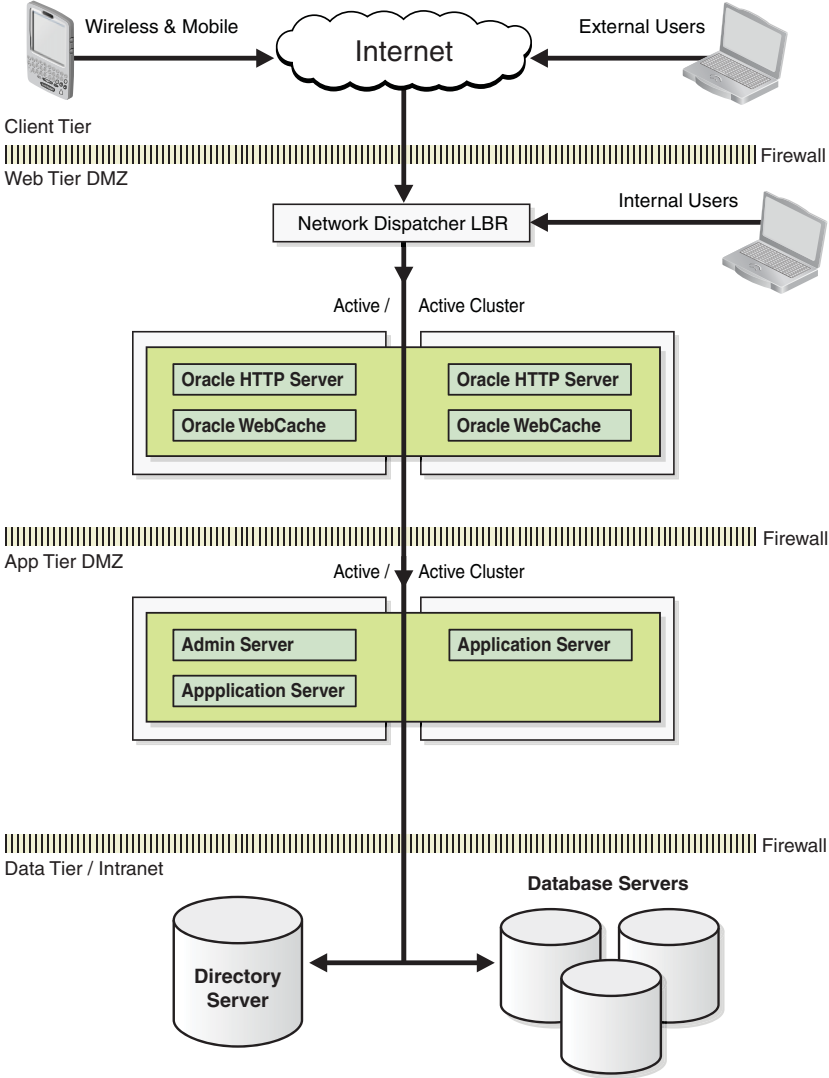 Wireless & Mobile
External Users
Internet
Client Tier
Firewall
Web Tier DMZ
Internal Users
Network Dispatcher LBR
Active / Active Cluster
Oracle HTTP Server
Oracle HTTP Server
Oracle WebCache
Oracle WebCache
Firewall
App Tier DMZ
Active / Active Cluster
Admin Server
Application Server
Appplication Server
Firewall
Data Tier / Intranet
Database Servers
Directory
Server